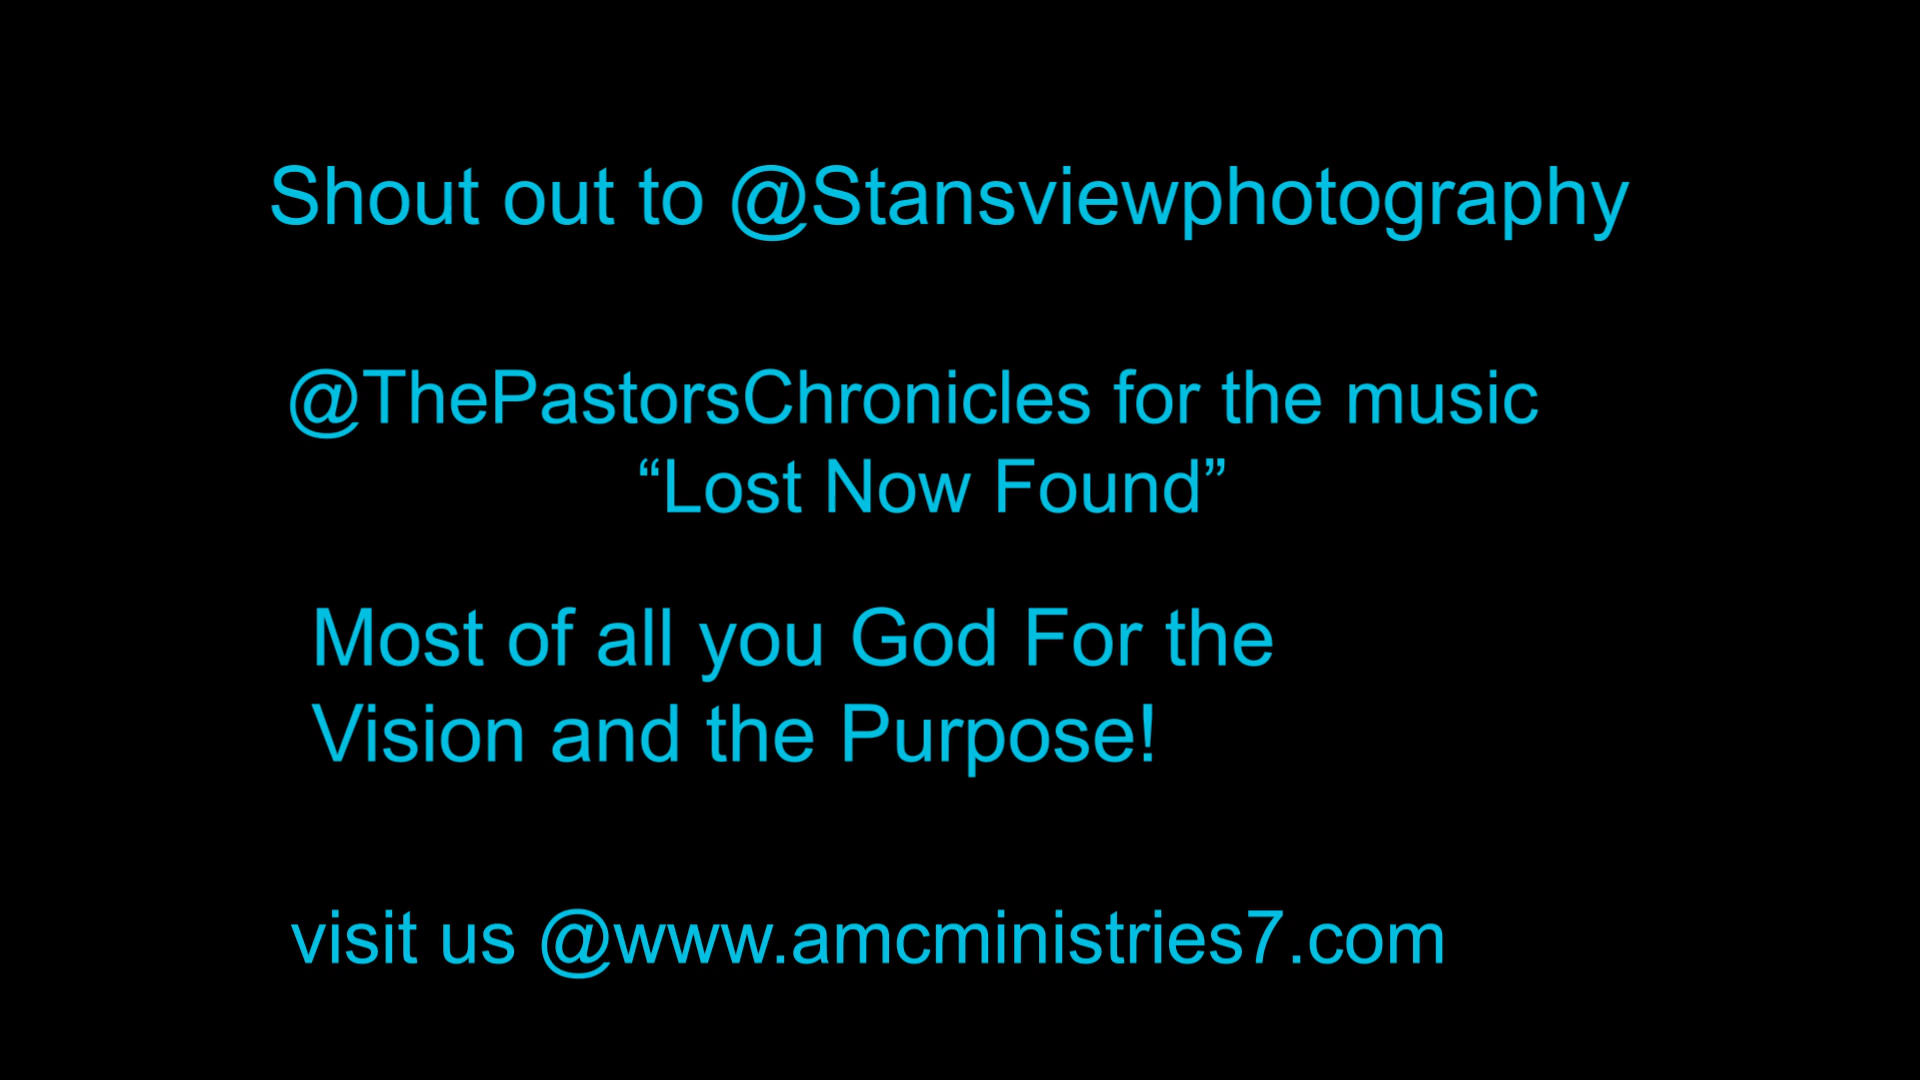 Shout out to @Stansviewphotography
@ThePastorsChronicles for the music
“Lost Now Found”
Most of all you God For the
Vision and the Purpose!
visit us @www.amcministries7.com